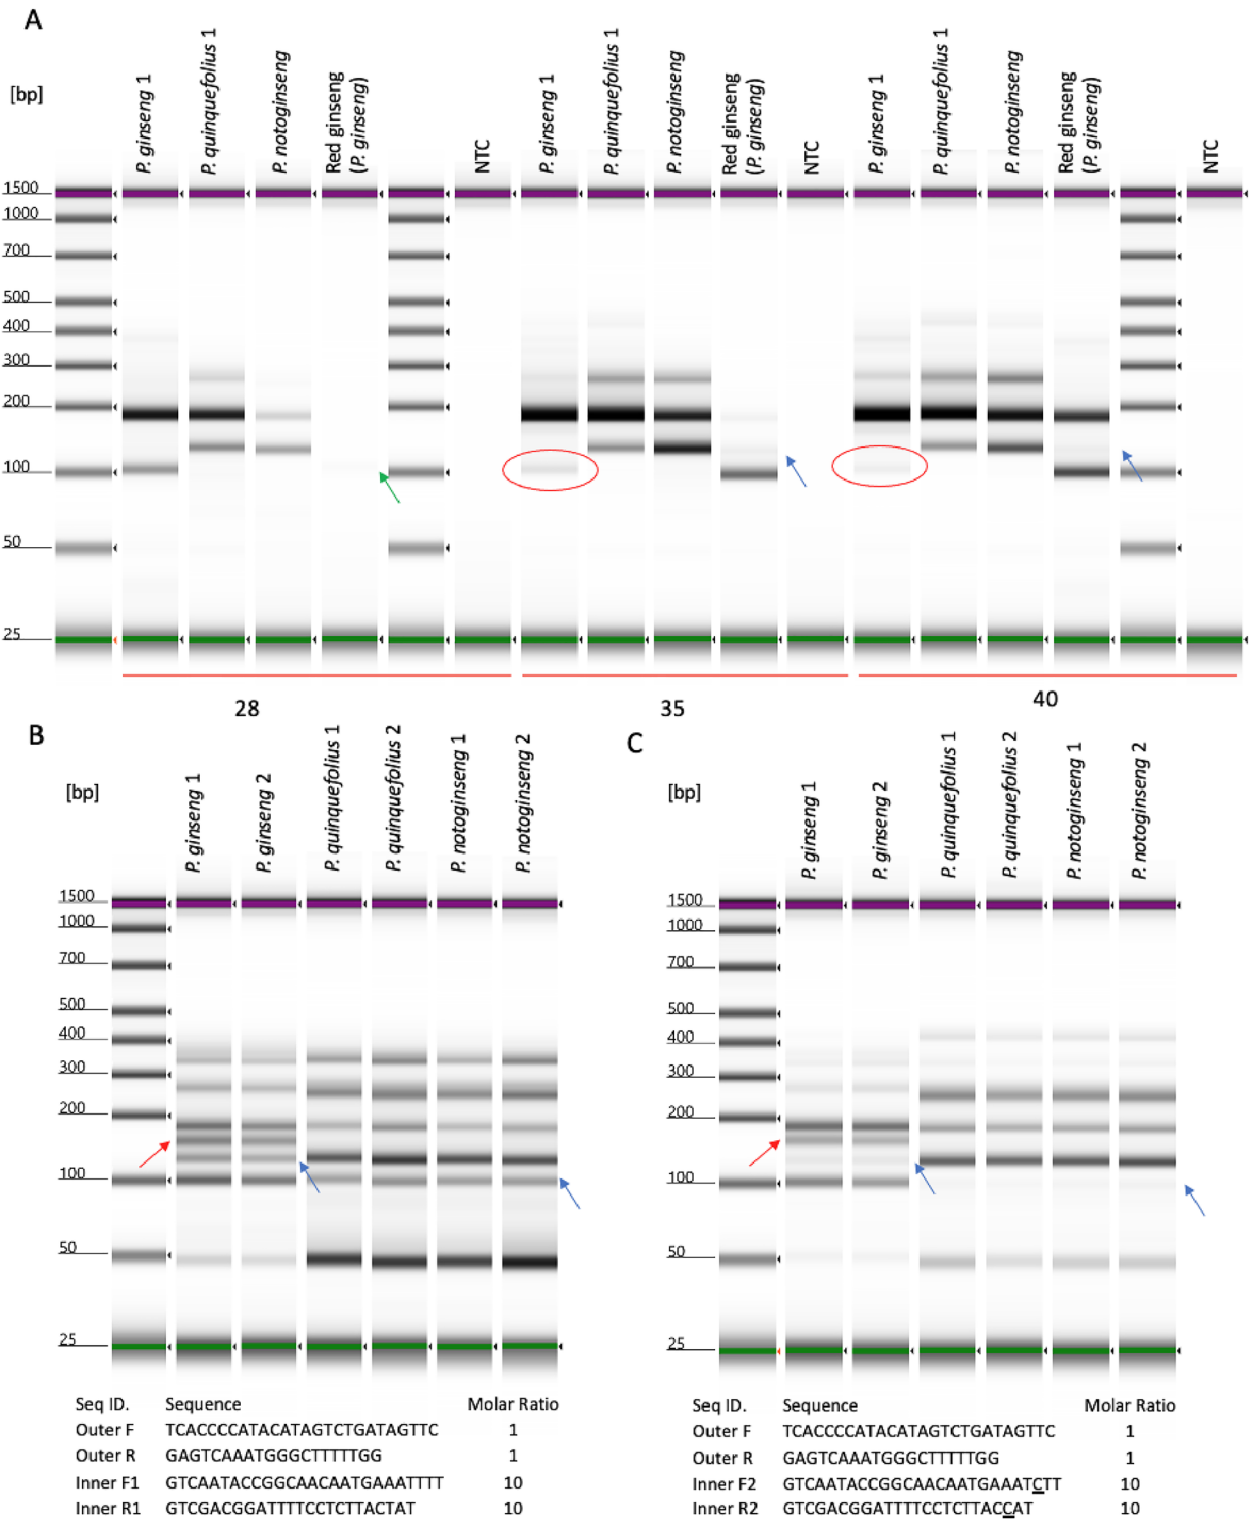 A
[bp]
P. ginseng 1
P. quinquefolius 1
P. notoginseng
Red ginseng
(P. ginseng)
NTC
P. ginseng 1
P. quinquefolius 1
P. notoginseng
Red ginseng
(P. ginseng)
NTC
P. ginseng 1
P. quinquefolius 1
P. notoginseng
Red ginseng
(P. ginseng)
NTC
1500
1000
700
500
400
300
200
100
50
25
28
35
40
B
[bp]
P. ginseng 1
P. ginseng 2
P. quinquefolius 1
P. quinquefolius 2
P. notoginseng 1
P. notoginseng 2
1500
1000
700
500
400
300
200
100
50
25
Seq ID. Sequence Molar Ratio
Outer F TCACCCCATACATAGTCTGATAGTTC 1
Outer R GAGTCAAATGGGCTTTTTGG 1
Inner F1 GTCAATACCGGCAACAATGAAATTTT 10
Inner R1 GTCGACGGATTTTCCTCTTACTAT 10
C
[bp]
P. ginseng 1
P. ginseng 2
P. quinquefolius 1
P. quinquefolius 2
P. notoginseng 1
P. notoginseng 2
1500
1000
700
500
400
300
200
100
50
25
Seq ID. Sequence Molar Ratio
Outer F TCACCCCATACATAGTCTGATAGTTC 1
Outer R GAGTCAAATGGGCTTTTTGG 1
Inner F2 GTCAATACCGGCAACAATGAAATCTT 10
Inner R2 GTCGACGGATTTTCCTCTTACCAT 10